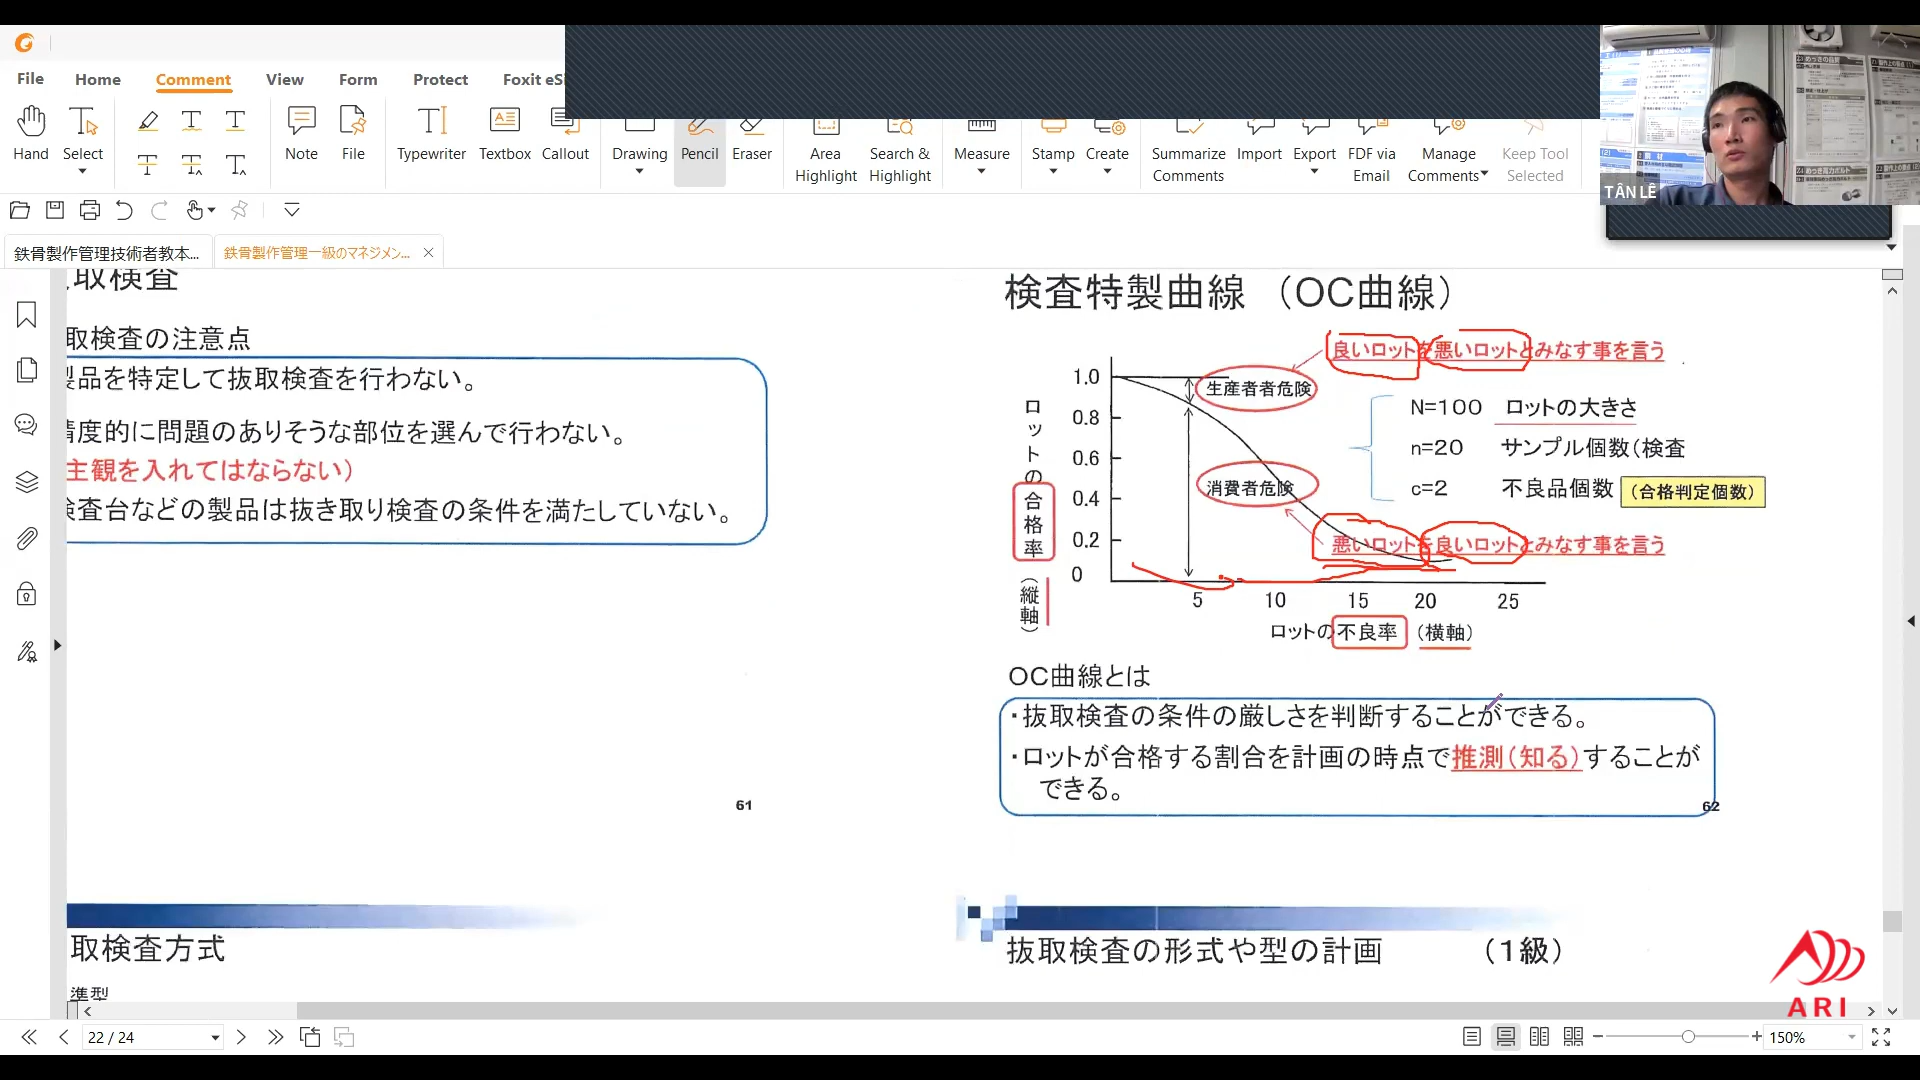 File Home Comment View Form Protect Foxit eSi
Hand Select Note File Typewriter Textbox Callout Drawing Pencil Eraser Area Highlight Search & Highlight Measure Stamp Create Summarize Comments Import Export FDF via Email Manage Comments Keep Tool Selected
TÂN LÊ
鉄骨製作管理技術者教本...
鉄骨製作管理一級のマネジメン...
取検査
取検査の注意点
製品を特定して抜取検査を行わない。
精度的に問題のありそうな部位を選んで行わない。
主観を入れてはならない）
検査台などの製品は抜き取り検査の条件を満たしていない。
61
検査特製曲線 （OC曲線）
良いロットを悪いロットとみなす事を言う
1.0
0.8
0.6
0.4
0.2
0
ロットの合格率（縦軸）
生産者者危険
消費者危険
N=100 ロットの大きさ
n=20 サンプル個数（検査
c=2 不良品個数 （合格判定個数）
悪いロットを良いロットとみなす事を言う
5 10 15 20 25
ロットの不良率 （横軸）
OC曲線とは
・抜取検査の条件の厳しさを判断することができる。
・ロットが合格する割合を計画の時点で推測（知る）することが
できる。
62
取検査方式
準型
抜取検査の形式や型の計画 （１級）
ARI
22 / 24
150%